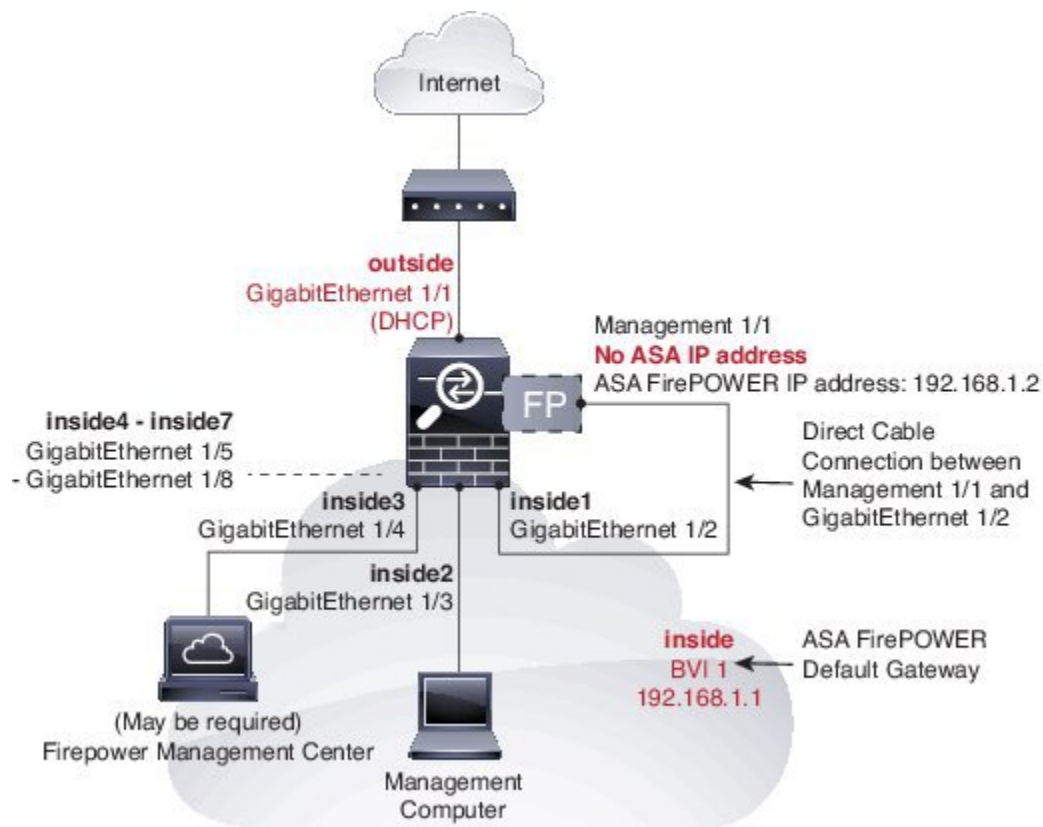 Internet
outside
GigabitEthernet 1/1
(DHCP)
Management 1/1
No ASA IP address
ASA FirePOWER IP address: 192.168.1.2
FP
inside4 - inside7
GigabitEthernet 1/5
- GigabitEthernet 1/8
Direct Cable
Connection between
Management 1/1 and
GigabitEthernet 1/2
inside3
GigabitEthernet 1/4
inside1
GigabitEthernet 1/2
inside2
GigabitEthernet 1/3
inside
BVI 1
192.168.1.1
ASA FirePOWER
Default Gateway
(May be required)
Firepower Management Center
Management
Computer